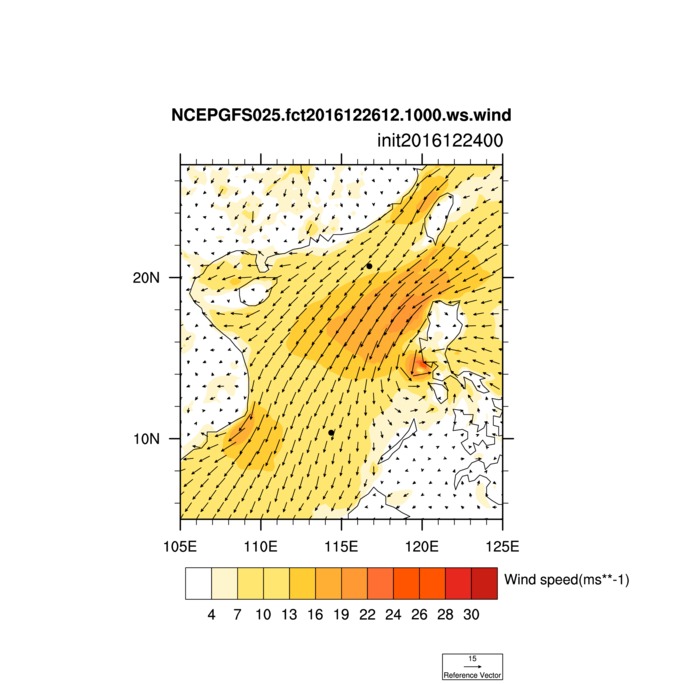 NCEPGFS025.fct2016122612.1000.ws.wind
init2016122400
20N
10N
105E 110E 115E 120E 125E
Wind speed(ms**-1)
4 7 10 13 16 19 22 24 26 28 30
15
Reference Vector